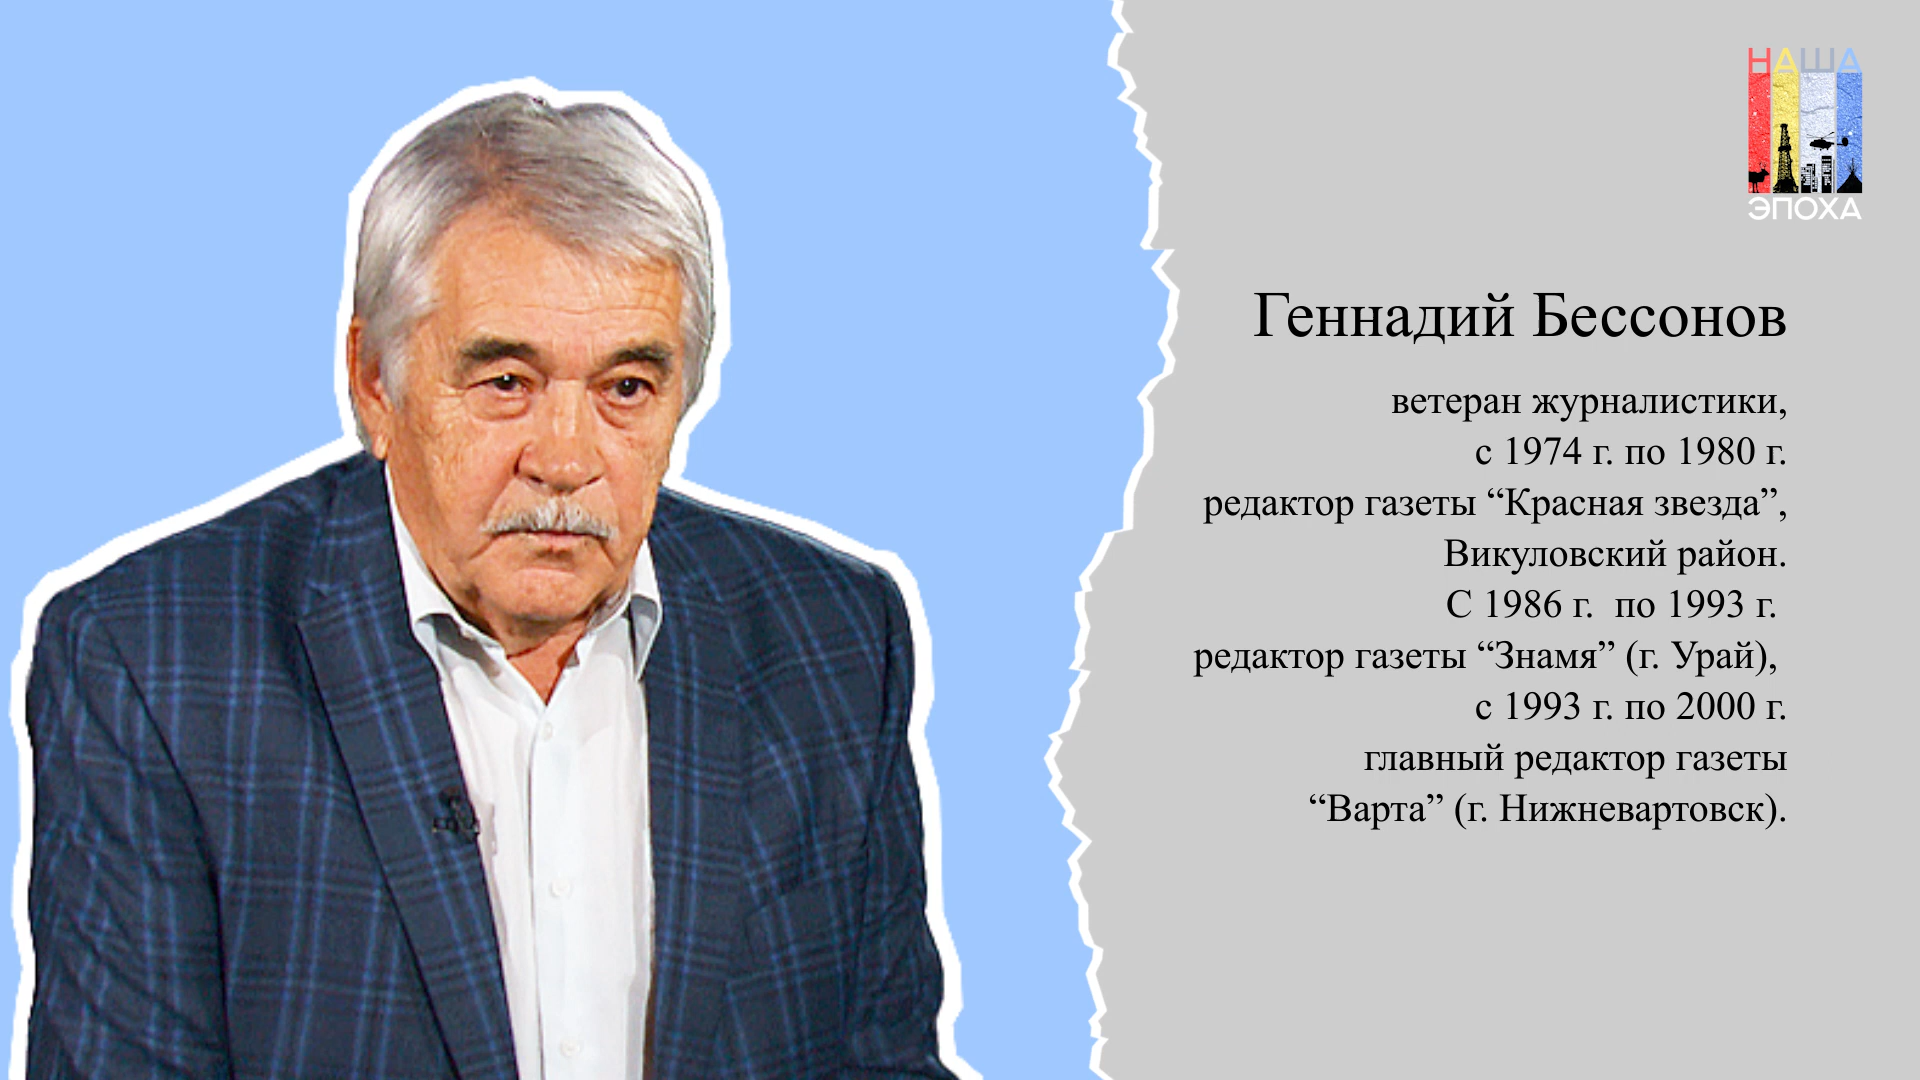 НАША
ЭПОХА
Геннадий Бессонов
ветеран журналистики,
с 1974 г. по 1980 г.
редактор газеты “Красная звезда”,
Викуловский район.
С 1986 г.  по 1993 г.
редактор газеты “Знамя” (г. Урай),
с 1993 г. по 2000 г.
главный редактор газеты
“Варта” (г. Нижневартовск).